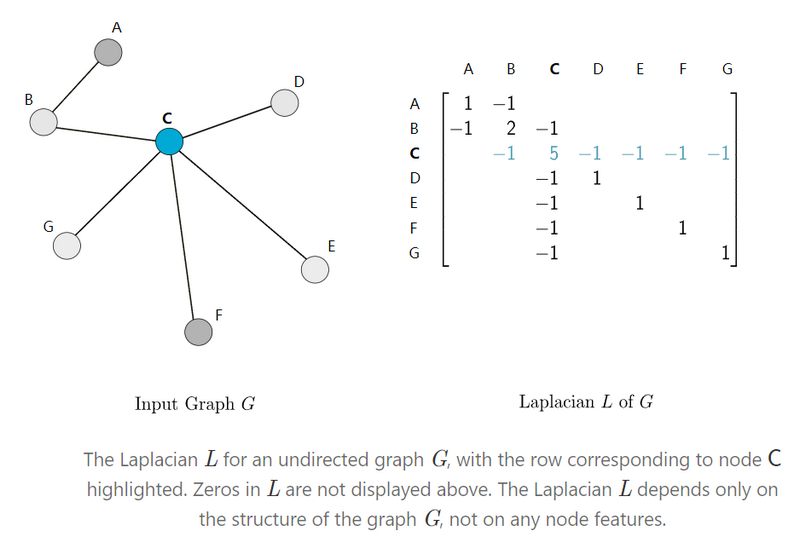 A
D
B
C
G
E
F
Input Graph G
A B C D E F G
A 1 −1
B −1 2 −1
C −1 5 −1 −1 −1 −1
D −1 1
E −1 1
F −1 1
G −1 1
Laplacian L of G
The Laplacian L for an undirected graph G, with the row corresponding to node C
highlighted. Zeros in L are not displayed above. The Laplacian L depends only on
the structure of the graph G, not on any node features.